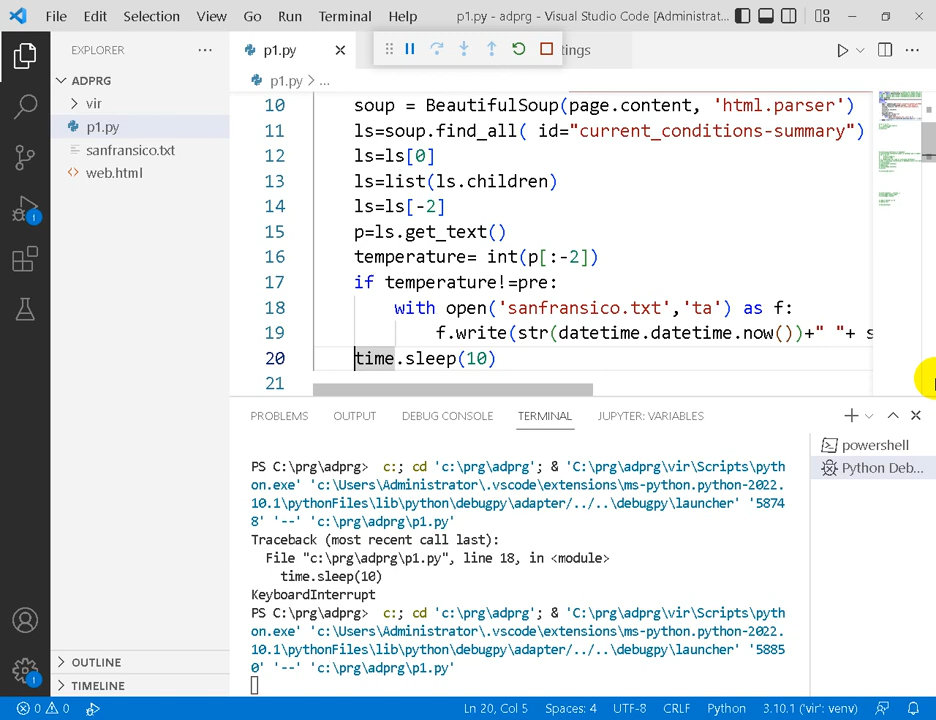 File Edit Selection View Go Run Terminal Help p1.py - adprg - Visual Studio Code [Administrat...
EXPLORER
p1.py
tings
ADPRG
p1.py > ...
vir
p1.py
sanfransico.txt
web.html
10 soup = BeautifulSoup(page.content, 'html.parser')
11 ls=soup.find_all( id="current_conditions-summary")
12 ls=ls[0]
13 ls=list(ls.children)
14 ls=ls[-2]
15 p=ls.get_text()
16 temperature= int(p[:-2])
17 if temperature!=pre:
18 with open('sanfransico.txt','ta') as f:
19 f.write(str(datetime.datetime.now())+" "+ s
20 time.sleep(10)
21
PROBLEMS OUTPUT DEBUG CONSOLE TERMINAL JUPYTER: VARIABLES
powershell
Python Deb...
PS C:\prg\adprg> c:; cd 'c:\prg\adprg'; & 'C:\prg\adprg\vir\Scripts\pyth
on.exe' 'c:\Users\Administrator\.vscode\extensions\ms-python.python-2022.
10.1\pythonFiles\lib\python\debugpy\adapter/../..\debugpy\launcher' '5874
8' '--' 'c:\prg\adprg\p1.py'
Traceback (most recent call last):
File "c:\prg\adprg\p1.py", line 18, in <module>
time.sleep(10)
KeyboardInterrupt
PS C:\prg\adprg> c:; cd 'c:\prg\adprg'; & 'C:\prg\adprg\vir\Scripts\pyth
on.exe' 'c:\Users\Administrator\.vscode\extensions\ms-python.python-2022.
10.1\pythonFiles\lib\python\debugpy\adapter/../..\debugpy\launcher' '5885
0' '--' 'c:\prg\adprg\p1.py'
OUTLINE
TIMELINE
1
1
0 0 Ln 20, Col 5 Spaces: 4 UTF-8 CRLF Python 3.10.1 ('vir': venv)